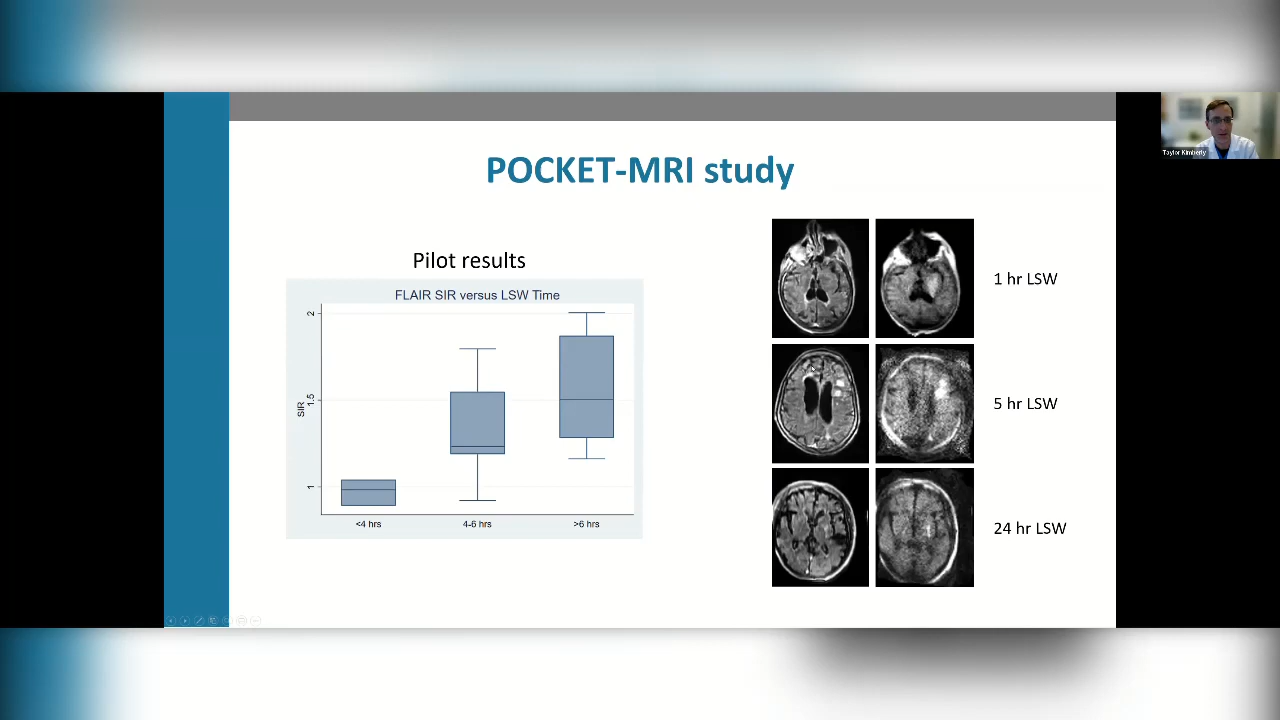 POCKET-MRI study
Pilot results
FLAIR SIR versus LSW Time
SIR
2
1.5
1
<4 hrs
4-6 hrs
>6 hrs
1 hr LSW
5 hr LSW
24 hr LSW
Taylor Kimberly